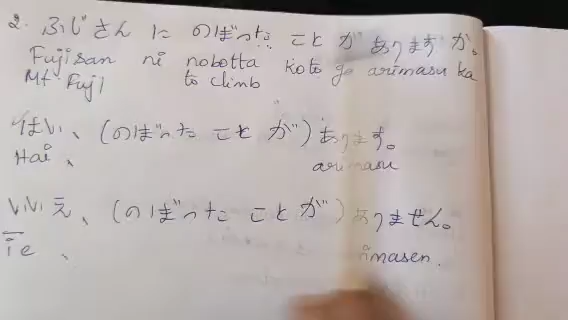 2. ふじさん に のぼった こと が あります か。
Fujisan ni nobotta koto ga arimasu ka
Mt. Fuji to climb
はい、(のぼった こと が) あります。
Hai、 arimasu
いいえ、(のぼった こと が) ありません。
ie 、 imasen.